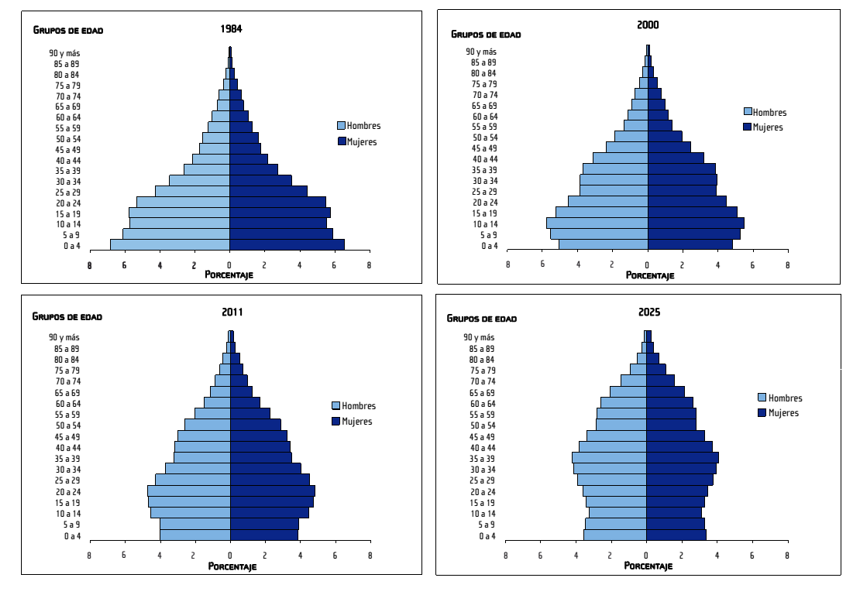 GRUPOS DE EDAD
1984
90 y más
85 a 89
80 a 84
75 a 79
70 a 74
65 a 69
60 a 64
55 a 59
50 a 54
45 a 49
40 a 44
35 a 39
30 a 34
25 a 29
20 a 24
15 a 19
10 a 14
5 a 9
0 a 4
Hombres
Mujeres
8 6 4 2 0 2 4 6 8
PORCENTAJE
GRUPOS DE EDAD
2000
90 y más
85 a 89
80 a 84
75 a 79
70 a 74
65 a 69
60 a 64
55 a 59
50 a 54
45 a 49
40 a 44
35 a 39
30 a 34
25 a 29
20 a 24
15 a 19
10 a 14
5 a 9
0 a 4
Hombres
Mujeres
8 6 4 2 0 2 4 6 8
PORCENTAJE
GRUPOS DE EDAD
2011
90 y más
85 a 89
80 a 84
75 a 79
70 a 74
65 a 69
60 a 64
55 a 59
50 a 54
45 a 49
40 a 44
35 a 39
30 a 34
25 a 29
20 a 24
15 a 19
10 a 14
5 a 9
0 a 4
Hombres
Mujeres
8 6 4 2 0 2 4 6 8
PORCENTAJE
GRUPOS DE EDAD
2025
90 y más
85 a 89
80 a 84
75 a 79
70 a 74
65 a 69
60 a 64
55 a 59
50 a 54
45 a 49
40 a 44
35 a 39
30 a 34
25 a 29
20 a 24
15 a 19
10 a 14
5 a 9
0 a 4
Hombres
Mujeres
8 6 4 2 0 2 4 6 8
PORCENTAJE